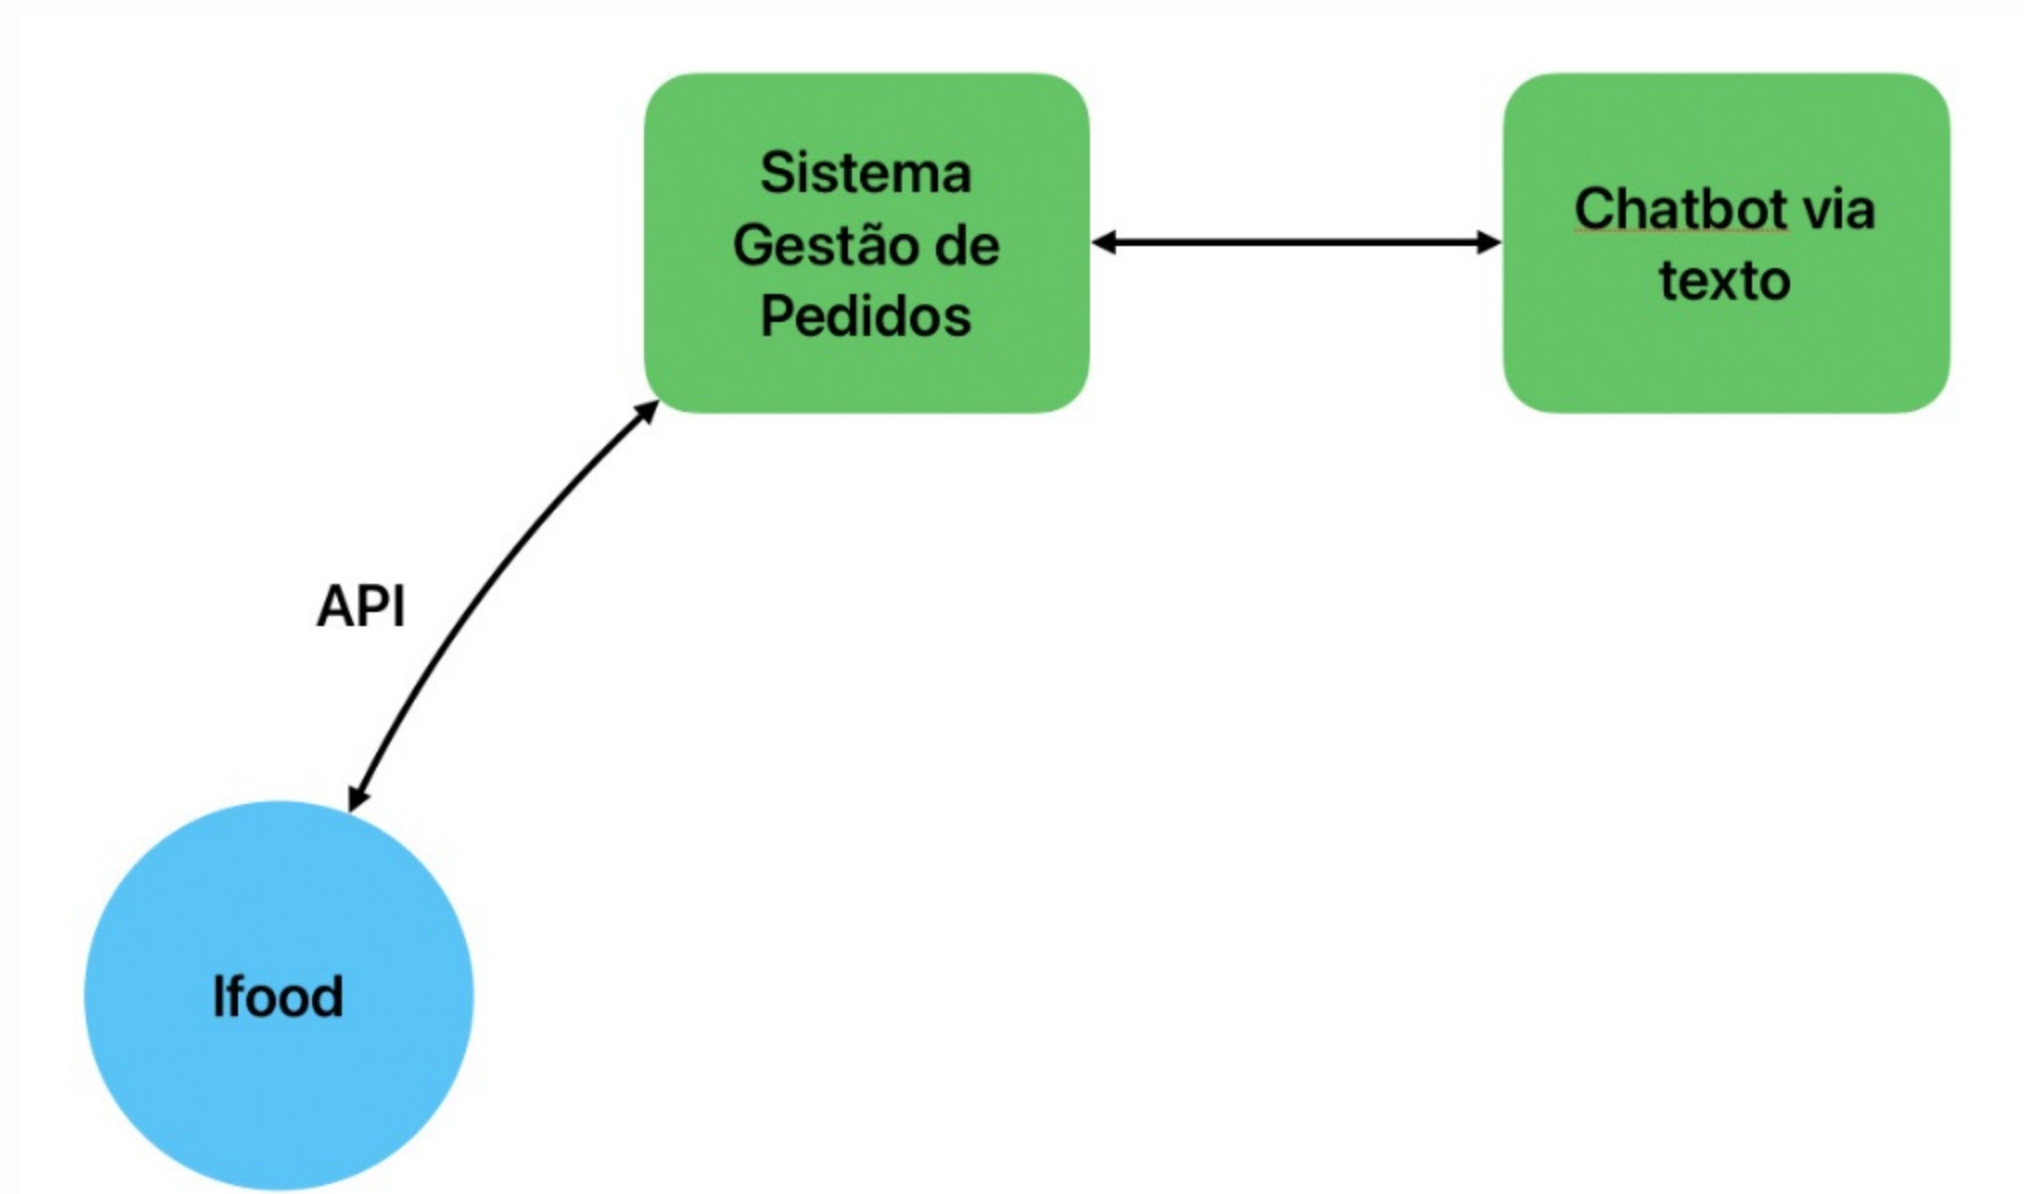 Sistema
Gestão de
Pedidos
Chatbot via
texto
API
Ifood